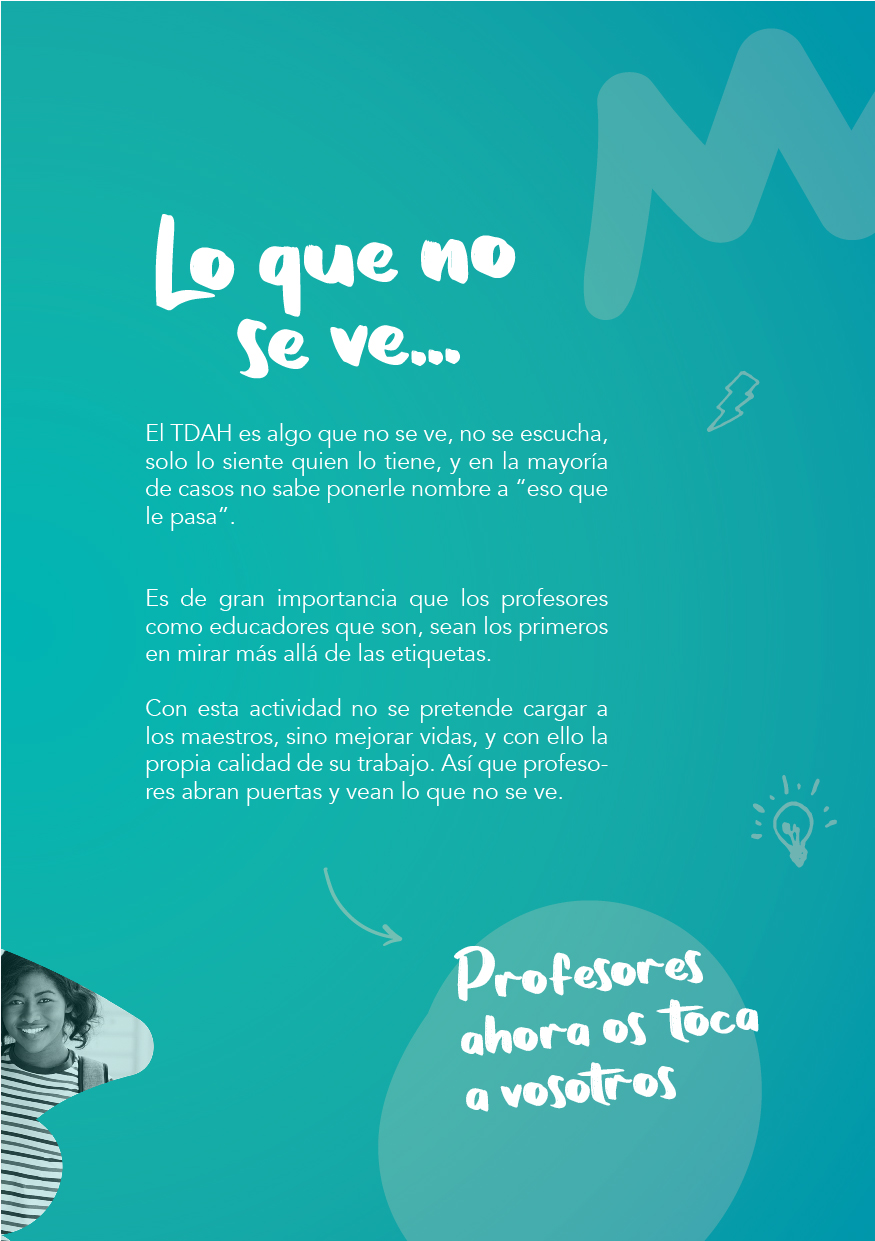 Lo que no
se ve...
El TDAH es algo que no se ve, no se escucha,
solo lo siente quien lo tiene, y en la mayoría
de casos no sabe ponerle nombre a “eso que
le pasa”.
Es de gran importancia que los profesores
como educadores que son, sean los primeros
en mirar más allá de las etiquetas.
Con esta actividad no se pretende cargar a
los maestros, sino mejorar vidas, y con ello la
propia calidad de su trabajo. Así que profeso-
res abran puertas y vean lo que no se ve.
Profesores
ahora os toca
a vosotros